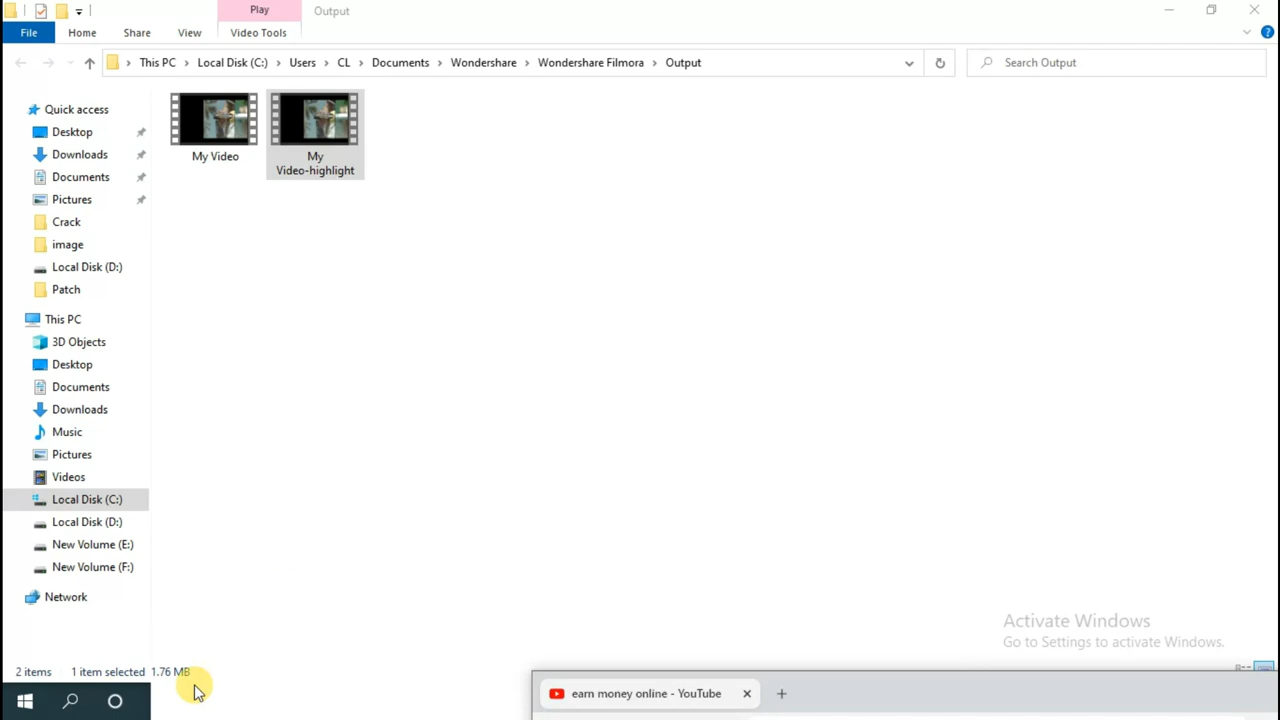 Play
Output
File
Home
Share
View
Video Tools
This PC
Local Disk (C:)
Users
CL
Documents
Wondershare
Wondershare Filmora
Output
Search Output
Quick access
Desktop
Downloads
Documents
Pictures
Crack
image
Local Disk (D:)
Patch
This PC
3D Objects
Desktop
Documents
Downloads
Music
Pictures
Videos
Local Disk (C:)
Local Disk (D:)
New Volume (E:)
New Volume (F:)
Network
My Video
My
Video-highlight
Activate Windows
Go to Settings to activate Windows.
2 items
1 item selected 1.76 MB
earn money online - YouTube